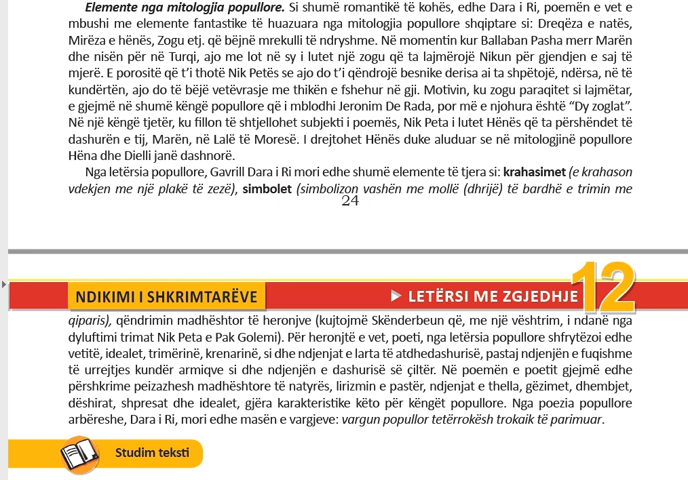 Elemente nga mitologjia popullore. Si shumë romantikë të kohës, edhe Dara i Ri, poemën e vet e
mbushi me elemente fantastike të huazuara nga mitologjia popullore shqiptare si: Dreqëza e natës,
Mirëza e hënës, Zogu etj. që bëjnë mrekulli të ndryshme. Në momentin kur Ballaban Pasha merr Marën
dhe nisën për në Turqi, ajo me lot në sy i lutet një zogu që ta lajmërojë Nikun për gjendjen e saj të
mjerë. E porositë që t'i thotë Nik Petës se ajo do t'i qëndrojë besnike derisa ai ta shpëtojë, ndërsa, në të
kundërtën, ajo do të bëjë vetëvrasje me thikën e fshehur në gji. Motivin, ku zogu paraqitet si lajmëtar,
e gjejmë në shumë këngë popullore që i mblodhi Jeronim De Rada, por më e njohura është "Dy zoglat".
Në një këngë tjetër, ku fillon të shtjellohet subjekti i poemës, Nik Peta i lutet Hënës që ta përshëndet të
dashurën e tij, Marën, në Lalë të Moresë. I drejtohet Hënës duke aluduar se në mitologjinë popullore
Hëna dhe Dielli janë dashnorë.
Nga letërsia popullore, Gavrill Dara i Ri mori edhe shumë elemente të tjera si: krahasimet (e krahason
vdekjen me një plakë të zezë), simbolet (simbolizon vashën me mollë (dhrijë) të bardhë e trimin me
24
NDIKIMI I SHKRIMTARËVE
LETËRSI ME ZGJEDHJE 12
qiparis), qëndrimin madhështor të heronjve (kujtojmë Skënderbeun që, me një vështrim, i ndanë nga
dyluftimi trimat Nik Peta e Pak Golemi). Për heronjtë e vet, poeti, nga letërsia popullore shfrytëzoi edhe
vetitë, idealet, trimërinë, krenarinë, si dhe ndjenjat e larta të atdhedashurisë, pastaj ndjenjën e fuqishme
të urrejtjes kundër armiqve si dhe ndjenjën e dashurisë së çiltër. Në poemën e poetit gjejmë edhe
përshkrime peizazhesh madhështore të natyrës, lirizmin e pastër, ndjenjat e thella, gëzimet, dhembjet,
dëshirat, shpresat dhe idealet, gjëra karakteristike këto për këngët popullore. Nga poezia popullore
arbëreshe, Dara i Ri, mori edhe masën e vargjeve: vargun popullor tetërrokësh trokaik të parimuar.
Studim teksti